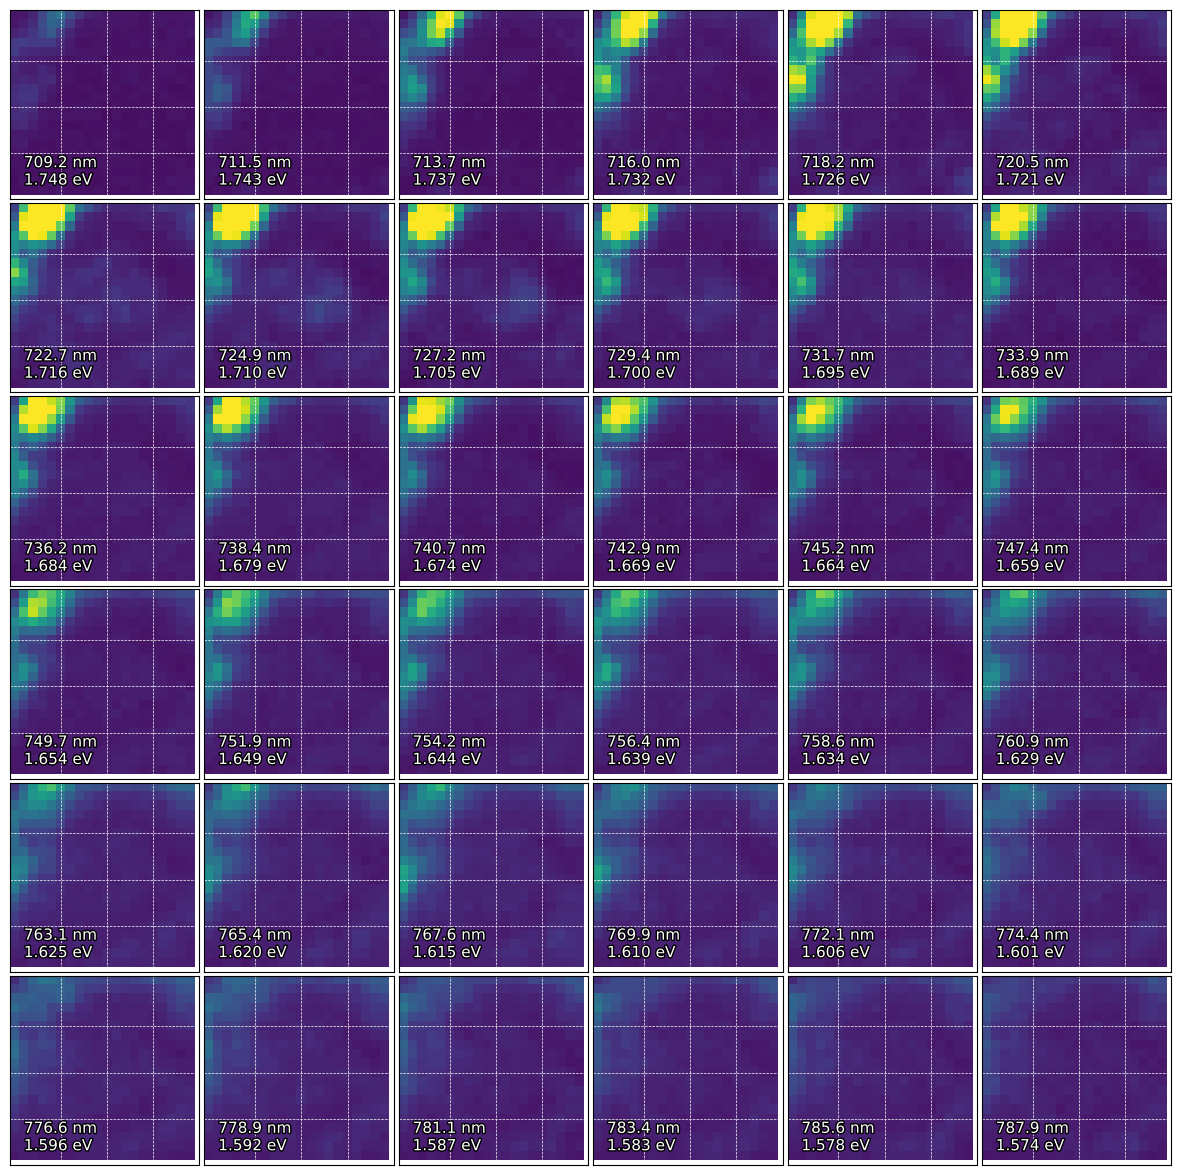 709.2 nm
1.748 eV
711.5 nm
1.743 eV
713.7 nm
1.737 eV
716.0 nm
1.732 eV
718.2 nm
1.726 eV
720.5 nm
1.721 eV
722.7 nm
1.716 eV
724.9 nm
1.710 eV
727.2 nm
1.705 eV
729.4 nm
1.700 eV
731.7 nm
1.695 eV
733.9 nm
1.689 eV
736.2 nm
1.684 eV
738.4 nm
1.679 eV
740.7 nm
1.674 eV
742.9 nm
1.669 eV
745.2 nm
1.664 eV
747.4 nm
1.659 eV
749.7 nm
1.654 eV
751.9 nm
1.649 eV
754.2 nm
1.644 eV
756.4 nm
1.639 eV
758.6 nm
1.634 eV
760.9 nm
1.629 eV
763.1 nm
1.625 eV
765.4 nm
1.620 eV
767.6 nm
1.615 eV
769.9 nm
1.610 eV
772.1 nm
1.606 eV
774.4 nm
1.601 eV
776.6 nm
1.596 eV
778.9 nm
1.592 eV
781.1 nm
1.587 eV
783.4 nm
1.583 eV
785.6 nm
1.578 eV
787.9 nm
1.574 eV